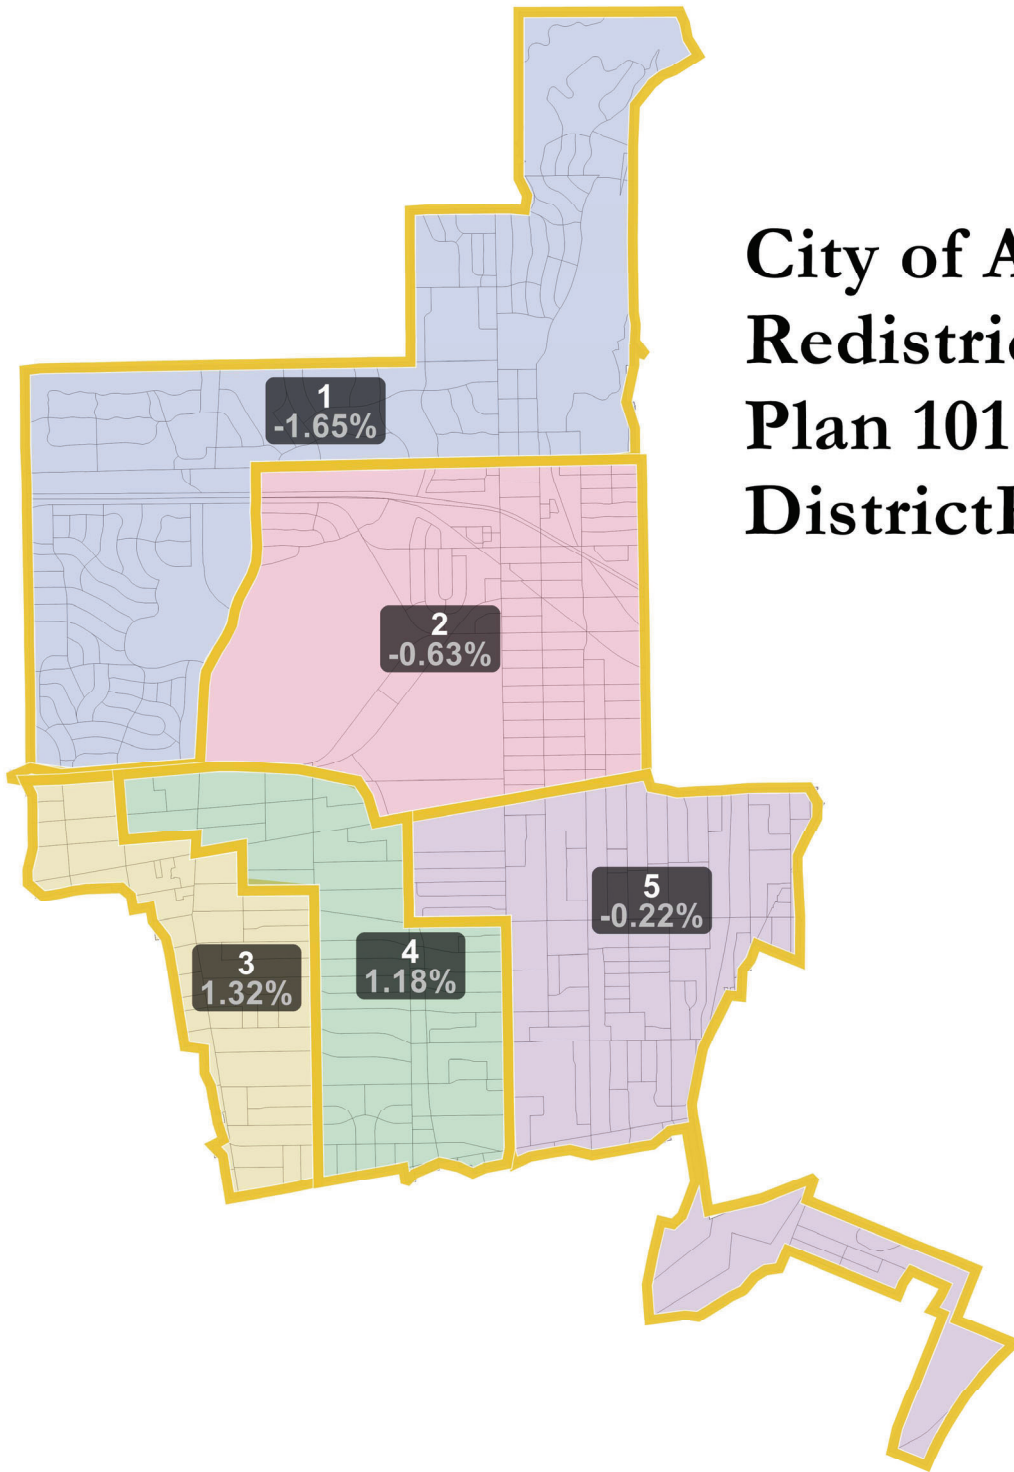 City of A
Redistric
Plan 101
District
1
-1.65%
2
-0.63%
5
-0.22%
3
1.32%
4
1.18%